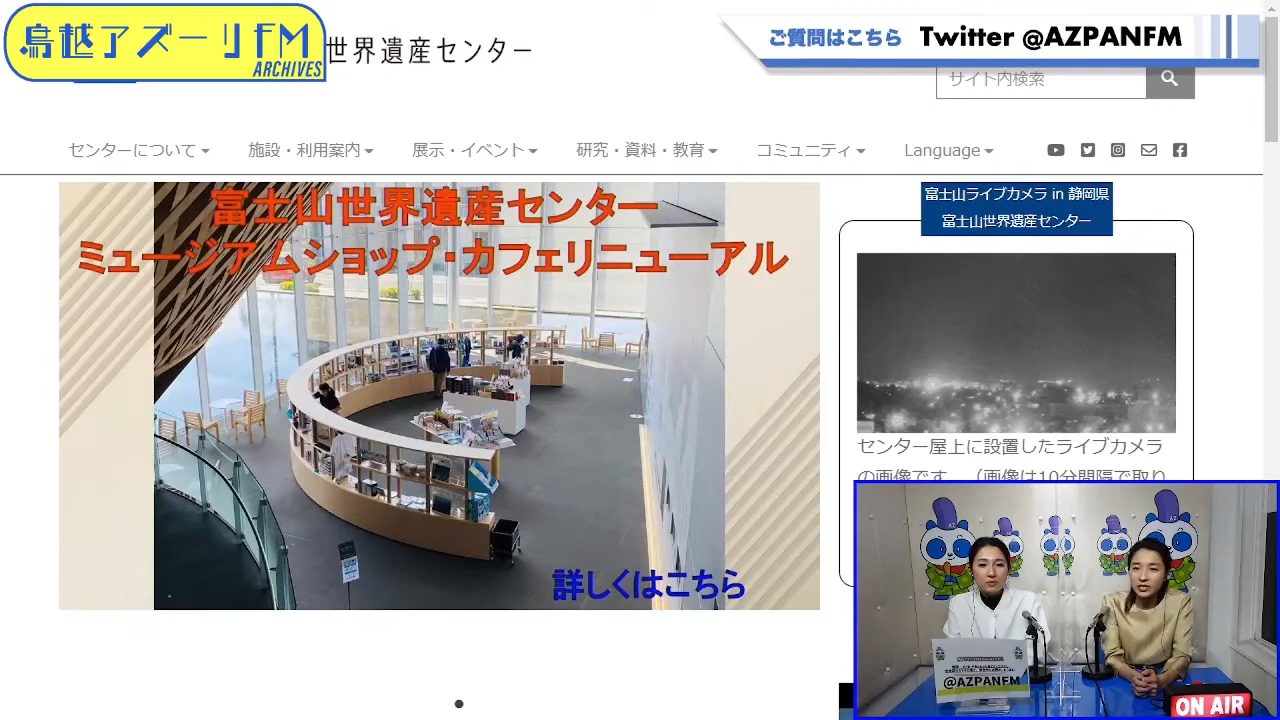 鳥越アズーリFM
ARCHIVES
世界遺産センター
ご質問はこちら Twitter @AZPANFM
サイト内検索
センターについて
施設・利用案内
展示・イベント
研究・資料・教育
コミュニティ
Language
富士山世界遺産センター
ミュージアムショップ・カフェリニューアル
詳しくはこちら
富士山ライブカメラ in 静岡県
富士山世界遺産センター
センター屋上に設置したライブカメラ
の画像です。（画像は10分間隔で取り
@AZPANFM
ON AIR